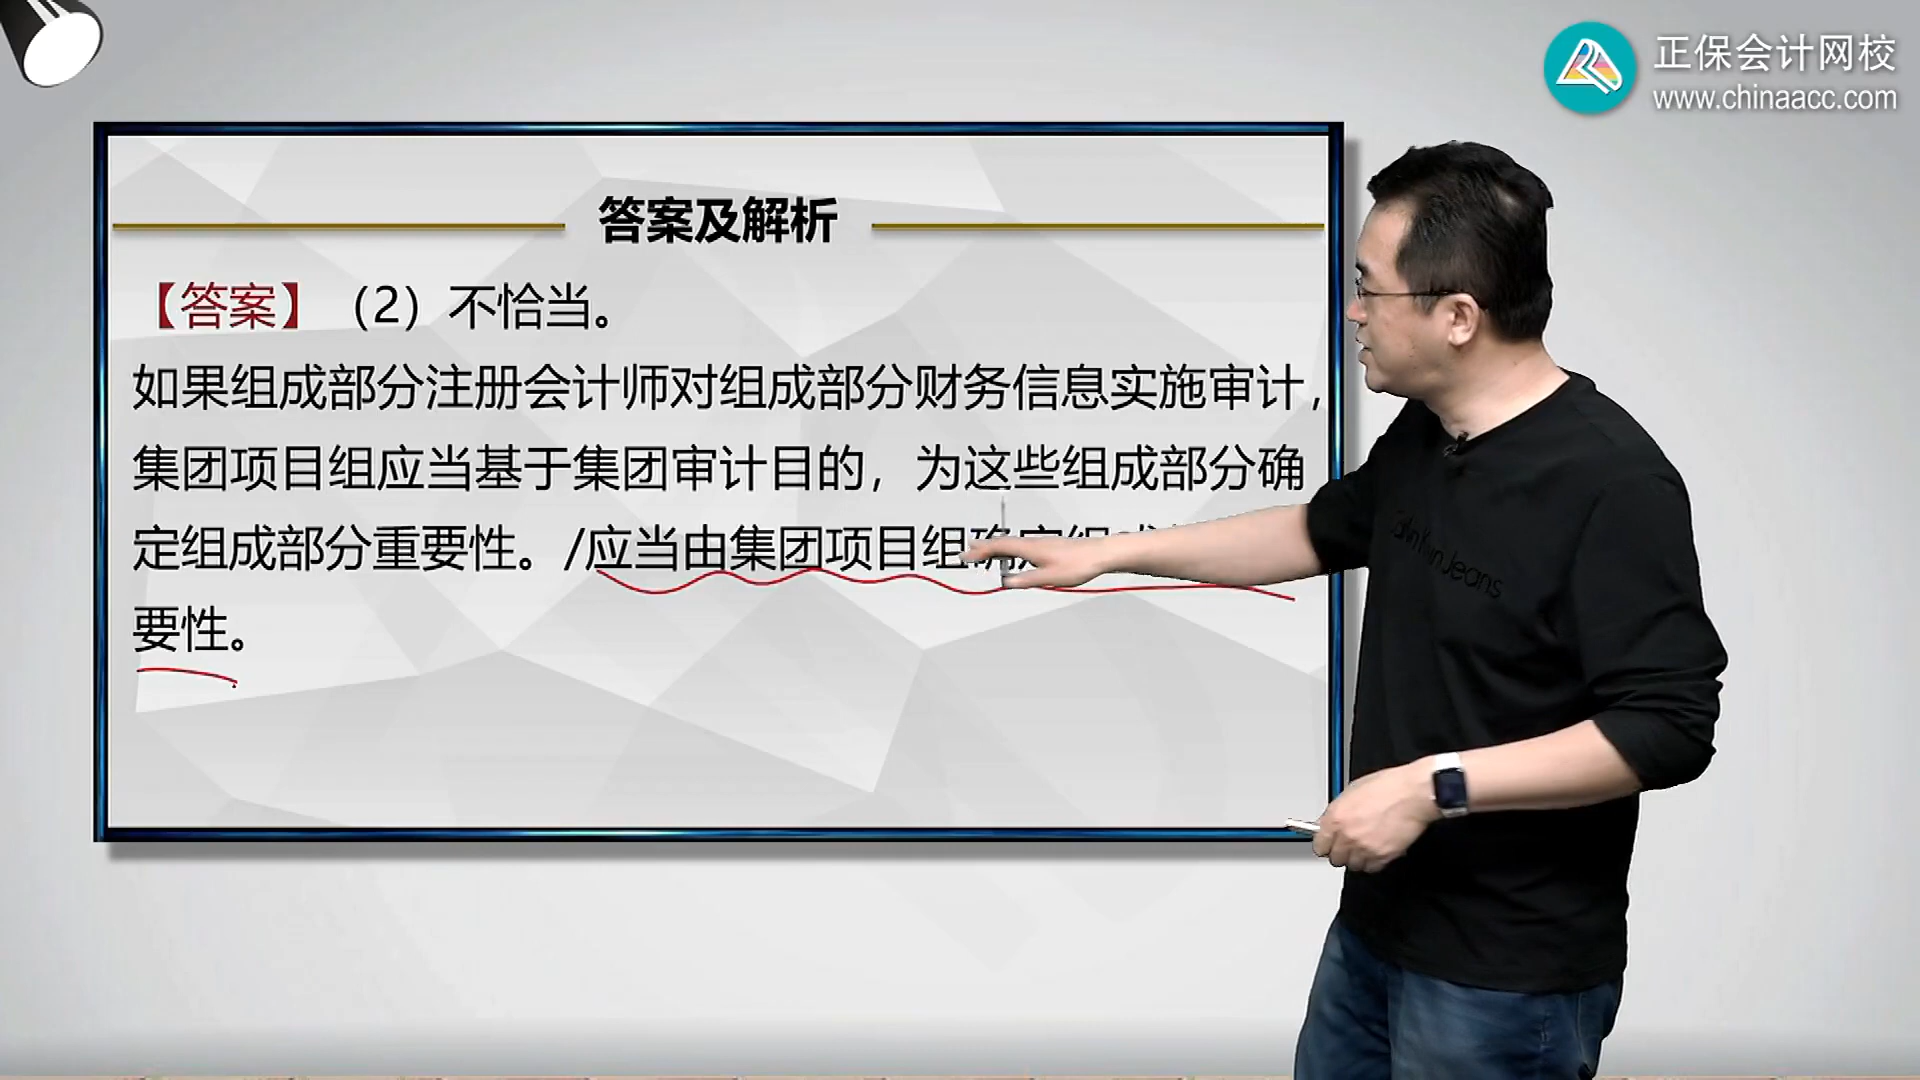 正保会计网校
www.chinaacc.com
答案及解析
【答案】（2）不恰当。
如果组成部分注册会计师对组成部分财务信息实施审计，
集团项目组应当基于集团审计目的，为这些组成部分确
定组成部分重要性。/应当由集团项目组确定组
要性。
Jeans